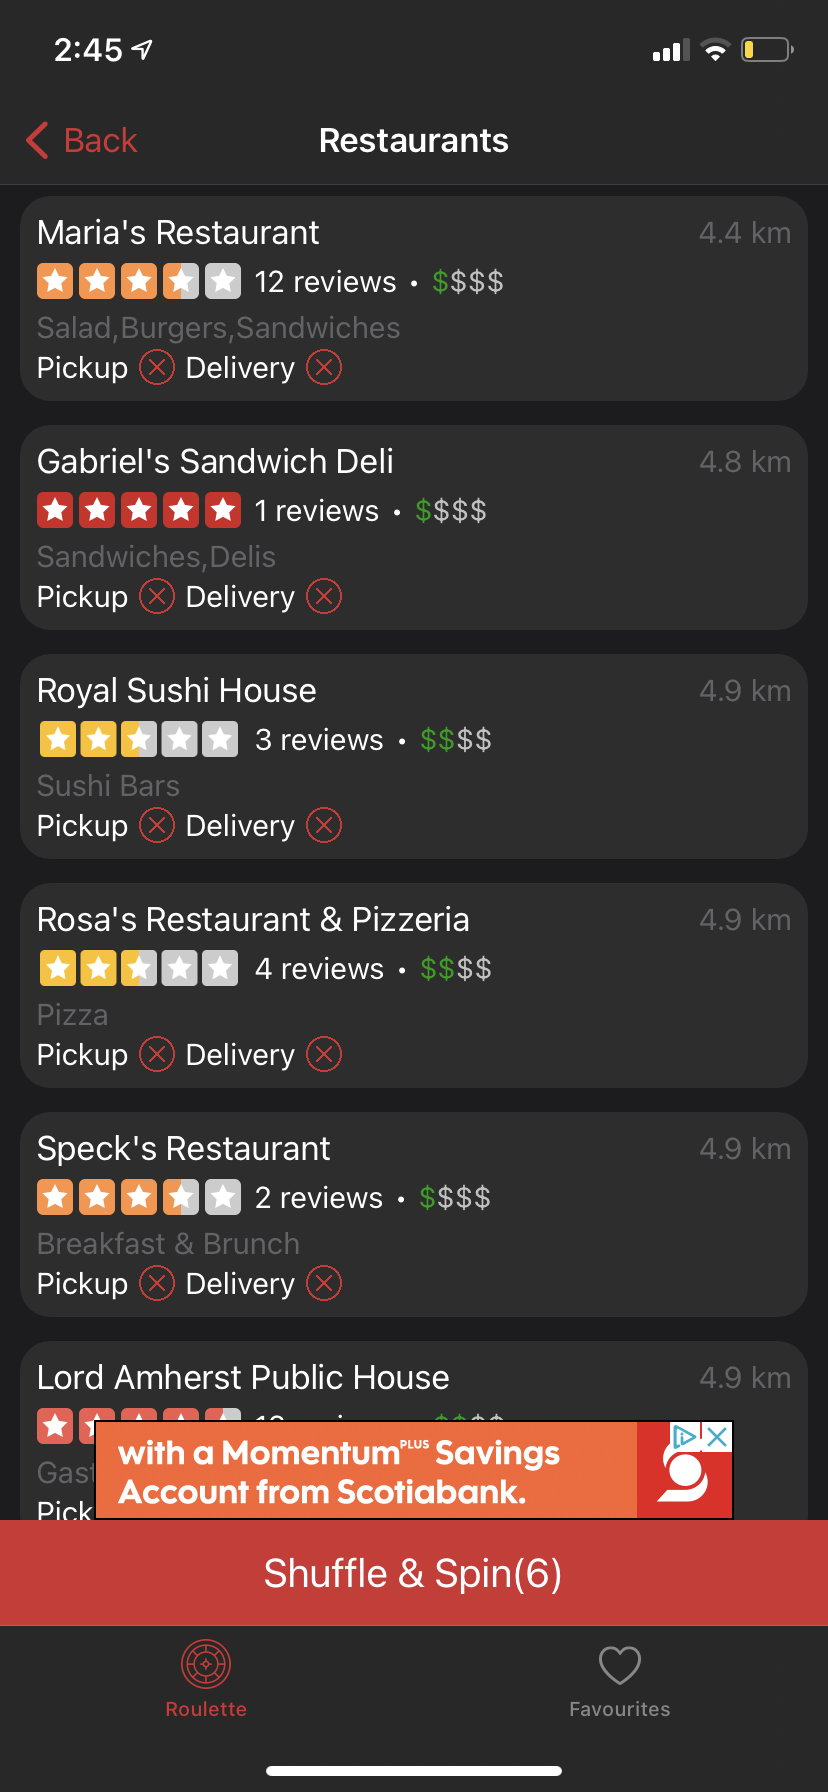 2:45
Back
Restaurants
Maria's Restaurant 4.4 km
12 reviews • $$$$
Salad,Burgers,Sandwiches
Pickup Delivery
Gabriel's Sandwich Deli 4.8 km
1 reviews • $$$$
Sandwiches,Delis
Pickup Delivery
Royal Sushi House 4.9 km
3 reviews • $$$$
Sushi Bars
Pickup Delivery
Rosa's Restaurant & Pizzeria 4.9 km
4 reviews • $$$$
Pizza
Pickup Delivery
Speck's Restaurant 4.9 km
2 reviews • $$$$
Breakfast & Brunch
Pickup Delivery
Lord Amherst Public House 4.9 km
with a Momentum PLUS Savings
Account from Scotiabank.
Shuffle & Spin(6)
Roulette
Favourites